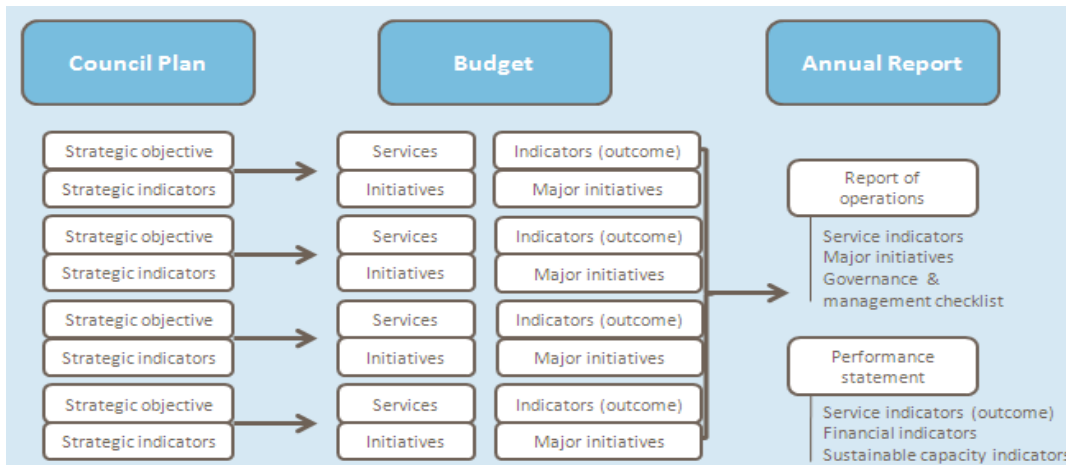 Council Plan
Budget
Annual Report
Strategic objective
Strategic indicators
Services
Initiatives
Indicators (outcome)
Major initiatives
Strategic objective
Strategic indicators
Services
Initiatives
Indicators (outcome)
Major initiatives
Strategic objective
Strategic indicators
Services
Initiatives
Indicators (outcome)
Major initiatives
Strategic objective
Strategic indicators
Services
Initiatives
Indicators (outcome)
Major initiatives
Report of
operations
Service indicators
Major initiatives
Governance &
management checklist
Performance
statement
Service indicators (outcome)
Financial indicators
Sustainable capacity indicators